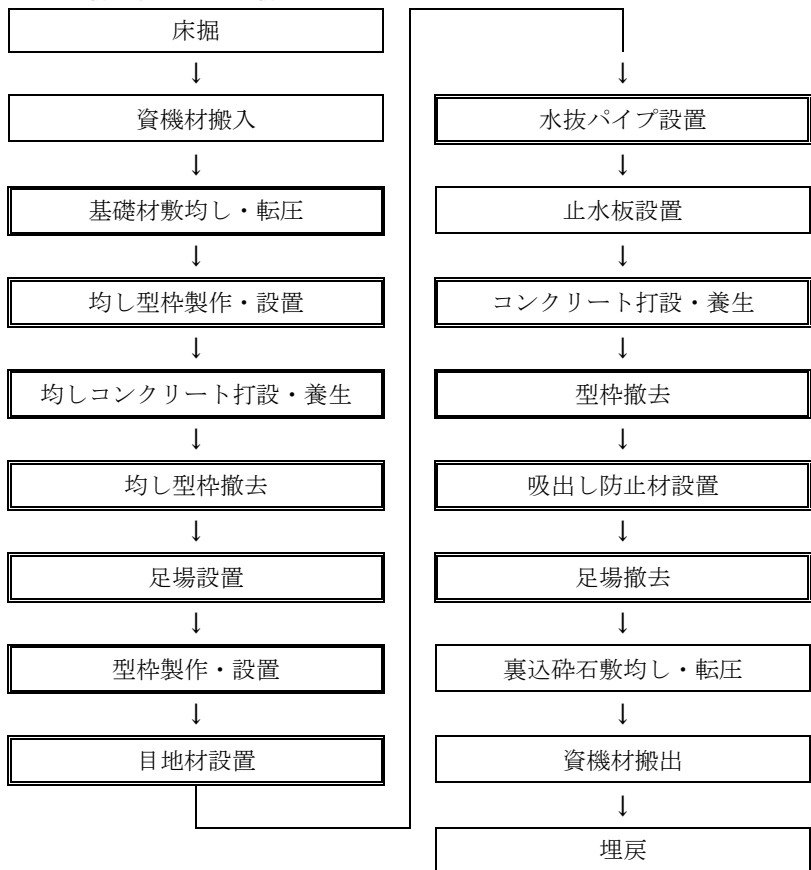 床掘
↓
資機材搬入
↓
基礎材敷均し・転圧
↓
均し型枠製作・設置
↓
均しコンクリート打設・養生
↓
均し型枠撤去
↓
足場設置
↓
型枠製作・設置
↓
目地材設置
↓
水抜パイプ設置
↓
止水板設置
↓
コンクリート打設・養生
↓
型枠撤去
↓
吸出し防止材設置
↓
足場撤去
↓
裏込砕石敷均し・転圧
↓
資機材搬出
↓
埋戻